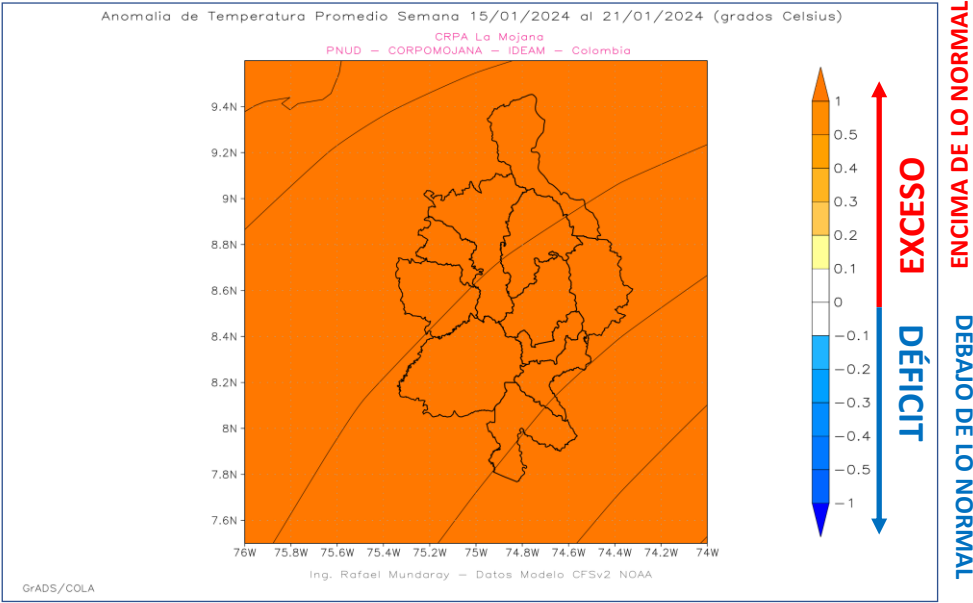 Anomalia de Temperatura Promedio Semana 15/01/2024 al 21/01/2024 (grados Celsius)
CRPA La Mojana
PNUD – CORPOMOJANA – IDEAM – Colombia
9.4N
9.2N
9N
8.8N
8.6N
8.4N
8.2N
8N
7.8N
7.6N
76W 75.8W 75.6W 75.4W 75.2W 75W 74.8W 74.6W 74.4W 74.2W 74W
1
0.5
0.4
0.3
0.2
0.1
0
−0.1
−0.2
−0.3
−0.4
−0.5
−1
EXCESO
DÉFICIT
ENCIMA DE LO NORMAL
DEBAJO DE LO NORMAL
Ing. Rafael Mundaray – Datos Modelo CFSv2 NOAA
GrADS/COLA